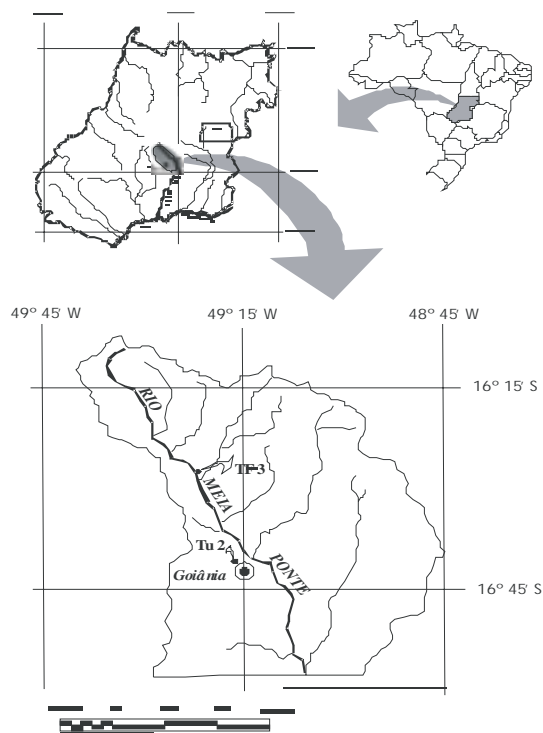 49° 45' W
49° 15' W
48° 45' W
16° 15' S
RIO
TF-3
MEIA
Tu 2
Goiânia
PONTE
16° 45' S